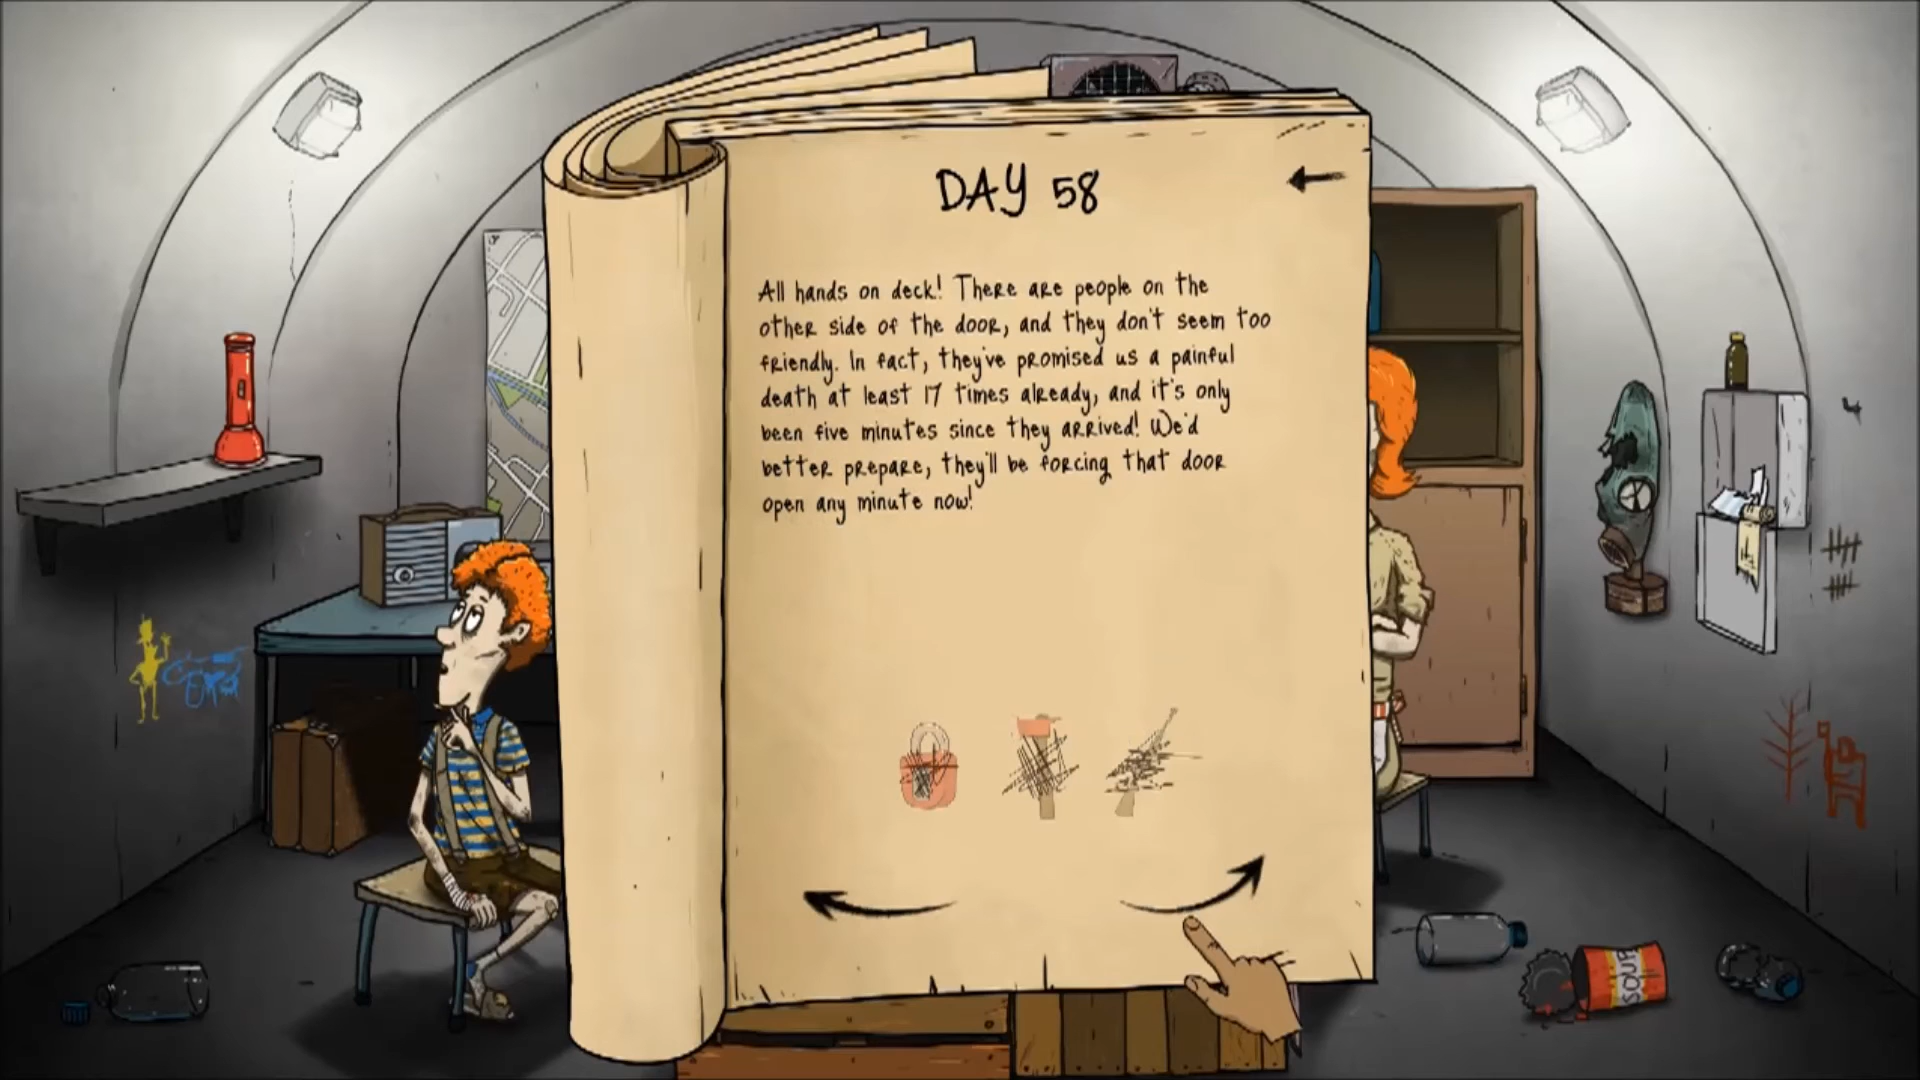 DAY 58
All hands on deck! There are people on the
other side of the door, and they don't seem too
friendly. In fact, they've promised us a painful
death at least 17 times already, and it's only
been five minutes since they arrived! We'd
better prepare, they'll be forcing that door
open any minute now!
SOUP